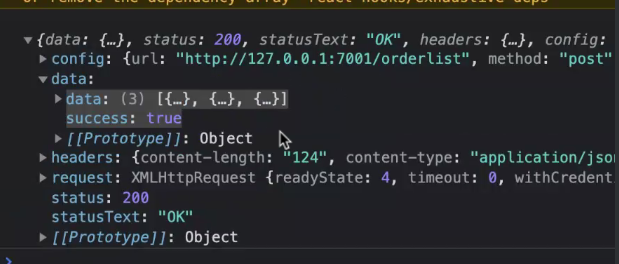 or remove the dependency array react-hooks/exhaustive-deps
▼{data: {…}, status: 200, statusText: "OK", headers: {…}, config:
▶ config: {url: "http://127.0.0.1:7001/orderlist", method: "post"
▼ data:
▶ data: (3) [{…}, {…}, {…}]
success: true
▶ [[Prototype]]: Object
▶ headers: {content-length: "124", content-type: "application/jso
▶ request: XMLHttpRequest {readyState: 4, timeout: 0, withCredent
status: 200
statusText: "OK"
▶ [[Prototype]]: Object